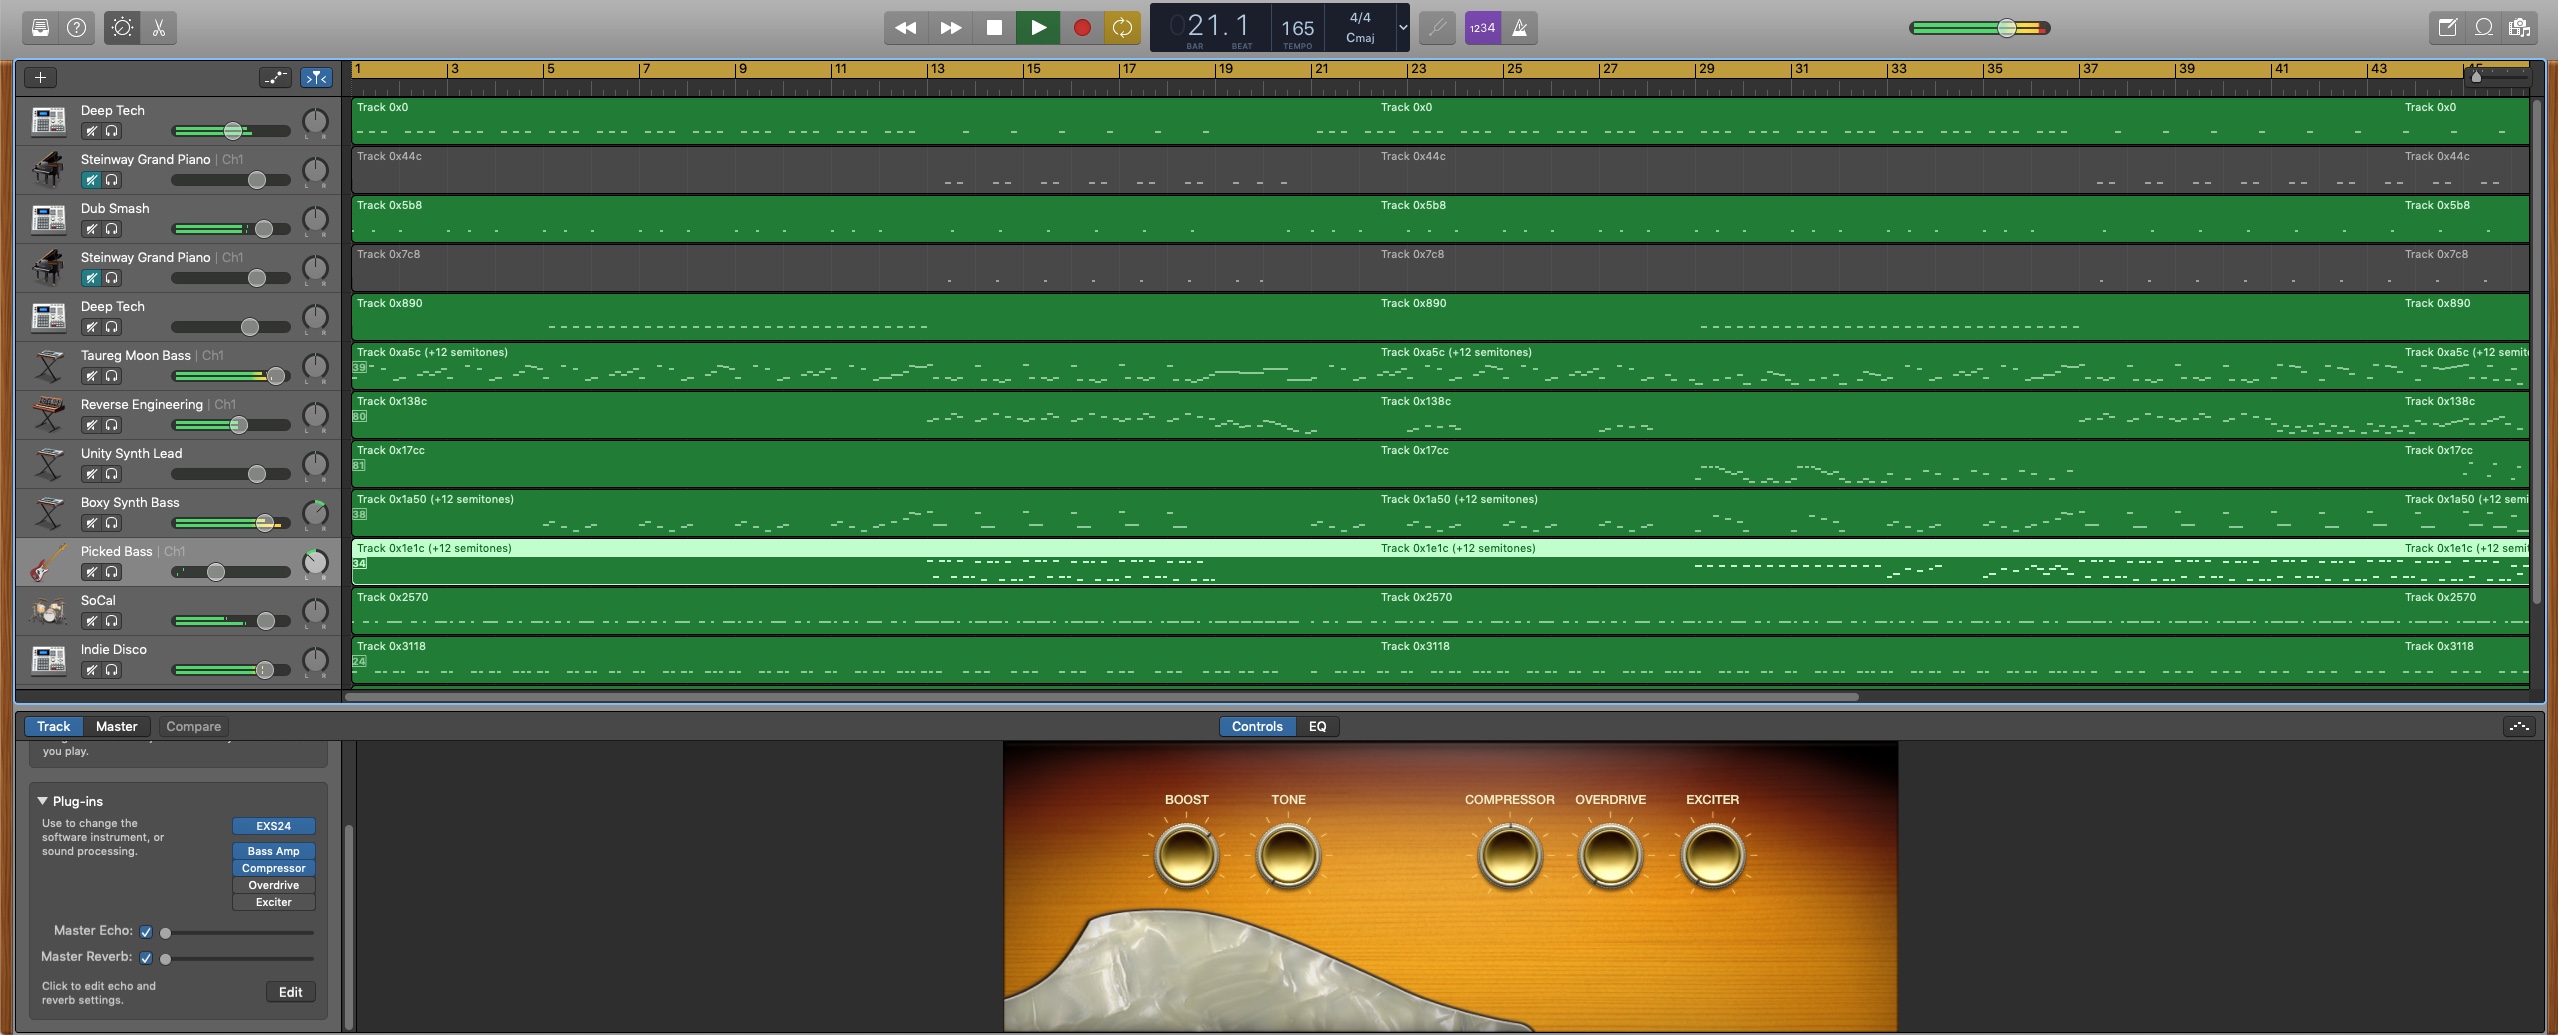 021.1 165 4/4
Cmaj
BAR BEAT TEMPO
1234
1 3 5 7 9 11 13 15 17 19 21 23 25 27 29 31 33 35 37 39 41 43
Deep Tech
Track 0x0 Track 0x0 Track 0x0
L R
Steinway Grand Piano | Ch1
Track 0x44c Track 0x44c Track 0x44c
L R
Dub Smash
Track 0x5b8 Track 0x5b8 Track 0x5b8
L R
Steinway Grand Piano | Ch1
Track 0x7c8 Track 0x7c8 Track 0x7c8
L R
Deep Tech
Track 0x890 Track 0x890 Track 0x890
L R
Taureg Moon Bass | Ch1
Track 0xa5c (+12 semitones) Track 0xa5c (+12 semitones) Track 0xa5c (+12 semit
39
L R
Reverse Engineering | Ch1
Track 0x138c Track 0x138c Track 0x138c
80
L R
Unity Synth Lead
Track 0x17cc Track 0x17cc Track 0x17cc
81
L R
Boxy Synth Bass
Track 0x1a50 (+12 semitones) Track 0x1a50 (+12 semitones) Track 0x1a50 (+12 semi
38
L R
Picked Bass | Ch1
Track 0x1e1c (+12 semitones) Track 0x1e1c (+12 semitones) Track 0x1e1c (+12 semit
34
L R
SoCal
Track 0x2570 Track 0x2570 Track 0x2570
L R
Indie Disco
Track 0x3118 Track 0x3118 Track 0x3118
24
L R
Track Master Compare Controls EQ
you play.
Plug-ins
Use to change the
software instrument, or
sound processing.
EXS24
Bass Amp
Compressor
Overdrive
Exciter
Master Echo:
Master Reverb:
Click to edit echo and
reverb settings.
Edit
BOOST TONE COMPRESSOR OVERDRIVE EXCITER